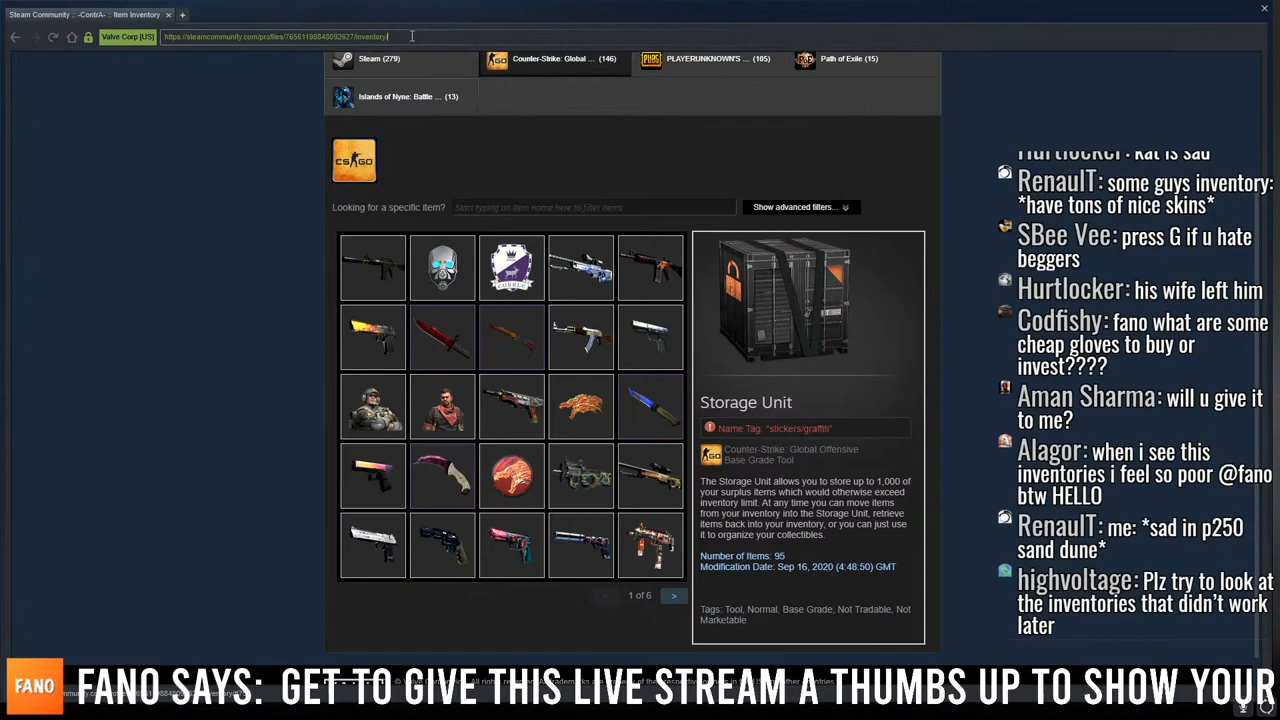 Steam Community :: -ContrA- :: Item Inventory
Valve Corp [US]
https://steamcommunity.com/profiles/76561198848092627/inventory/
Steam (279)
Counter-Strike: Global ... (146)
PLAYERUNKNOWN'S ... (105)
Path of Exile (15)
Islands of Nyne: Battle ... (13)
CS GO
Looking for a specific item?
Start typing an item name here to filter items
Show advanced filters...
COBBLE
Storage Unit
Name Tag: "stickers/graffiti"
Counter-Strike: Global Offensive
Base Grade Tool
The Storage Unit allows you to store up to 1,000 of
your surplus items which would otherwise exceed
inventory limit. At any time you can move items
from your inventory into the Storage Unit, retrieve
items back into your inventory, or you can just use
it to organize your collectibles.
Number of Items: 95
Modification Date: Sep 16, 2020 (4:48:50) GMT
Tags: Tool, Normal, Base Grade, Not Tradable, Not
Marketable
1 of 6 >
Hurtlocker: kat is sad
RenaulT: some guys inventory:
*have tons of nice skins*
SBee Vee: press G if u hate
beggers
Hurtlocker: his wife left him
Codfishy: fano what are some
cheap gloves to buy or
invest????
Aman Sharma: will u give it
to me?
Alagor: when i see this
inventories i feel so poor @fano
btw HELLO
RenaulT: me: *sad in p250
sand dune*
highvoltage: Plz try to look at
the inventories that didn't work
later
FANO
FANO SAYS: GET TO GIVE THIS LIVE STREAM A THUMBS UP TO SHOW YOUR